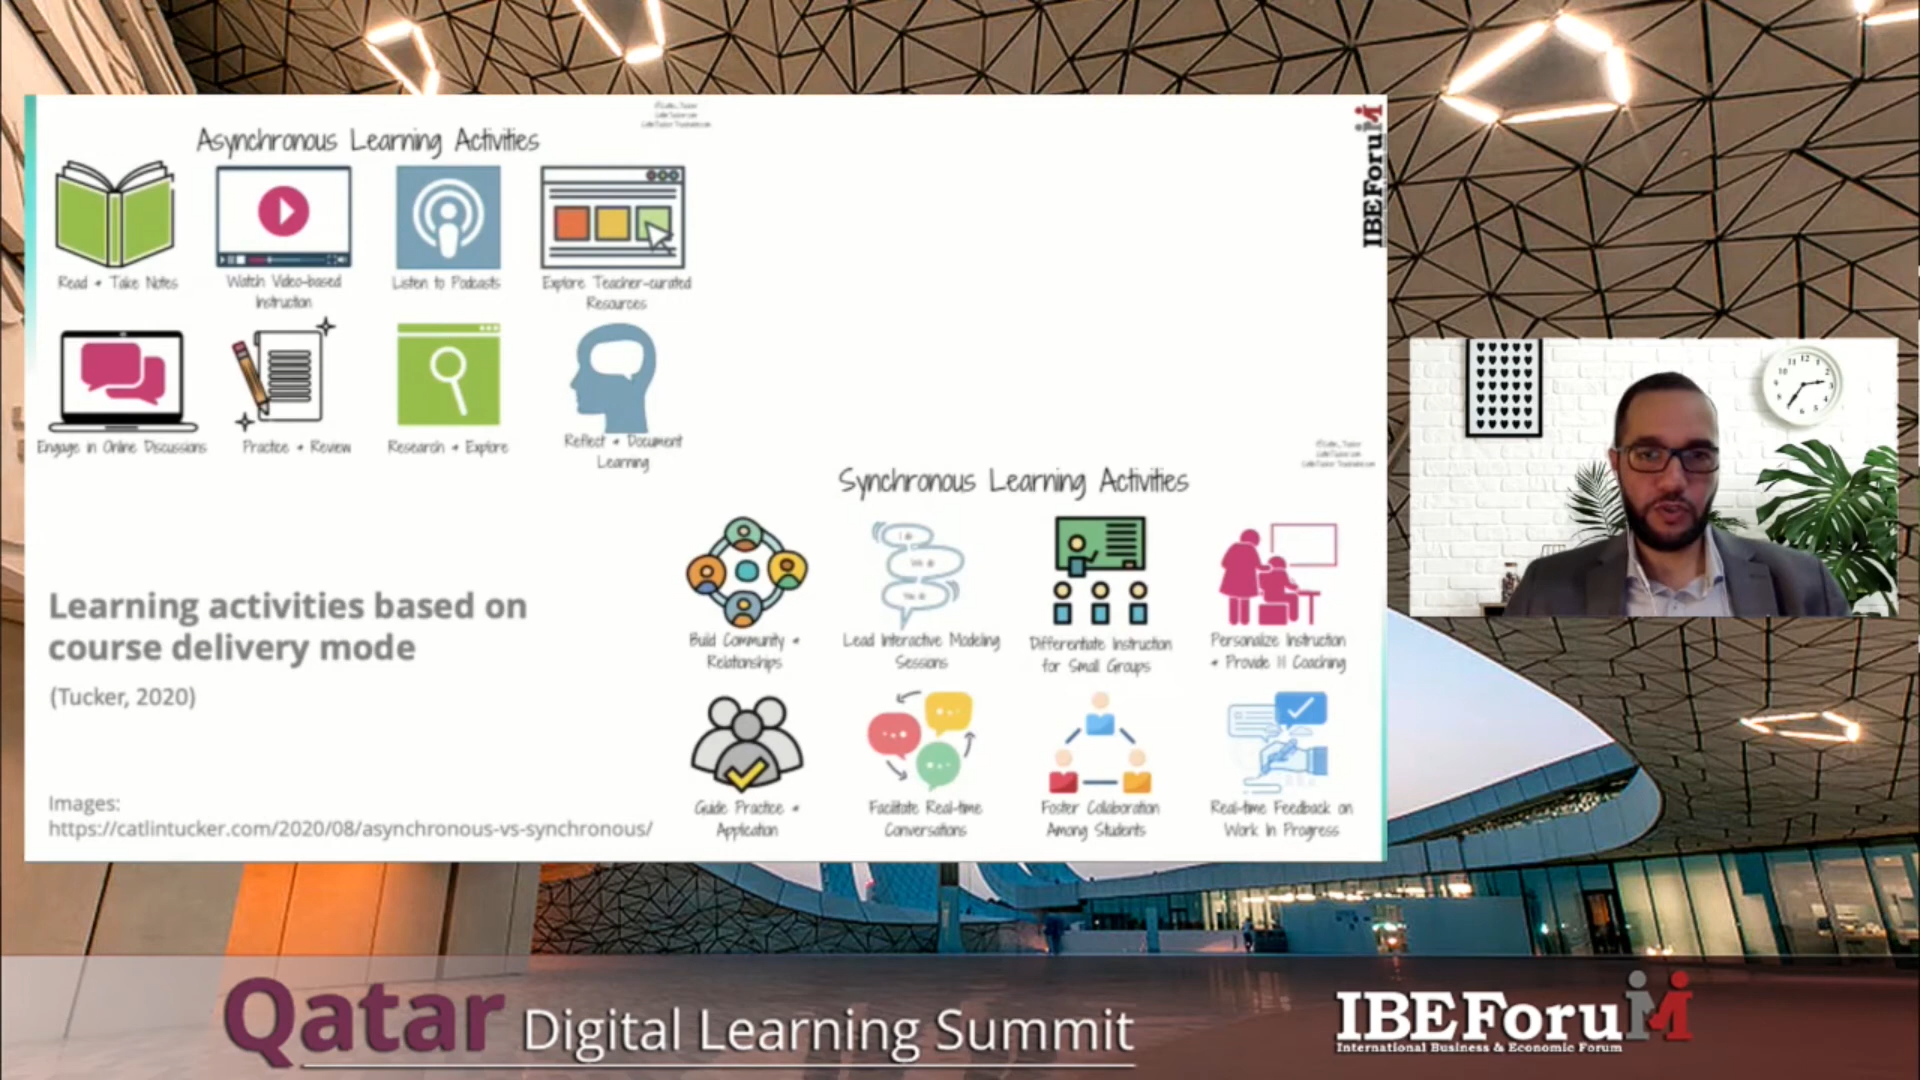 Asynchronous Learning Activities
Read + Take Notes
Watch Video-based
Instruction
Listen to Podcasts
Explore Teacher-curated
Resources
Engage in Online Discussions
Practice + Review
Research + Explore
Reflect + Document
Learning
IBEForuM
Synchronous Learning Activities
Build Community +
Relationships
Lead Interactive Modeling
Sessions
Differentiate Instruction
for Small Groups
Personalize Instruction
+ Provide 1:1 Coaching
Guide Practice +
Application
Facilitate Real-time
Conversations
Foster Collaboration
Among Students
Real-time Feedback on
Work In Progress
Learning activities based on
course delivery mode
(Tucker, 2020)
Images:
https://catlintucker.com/2020/08/asynchronous-vs-synchronous/
Qatar Digital Learning Summit
IBEForuM
International Business & Economic Forum